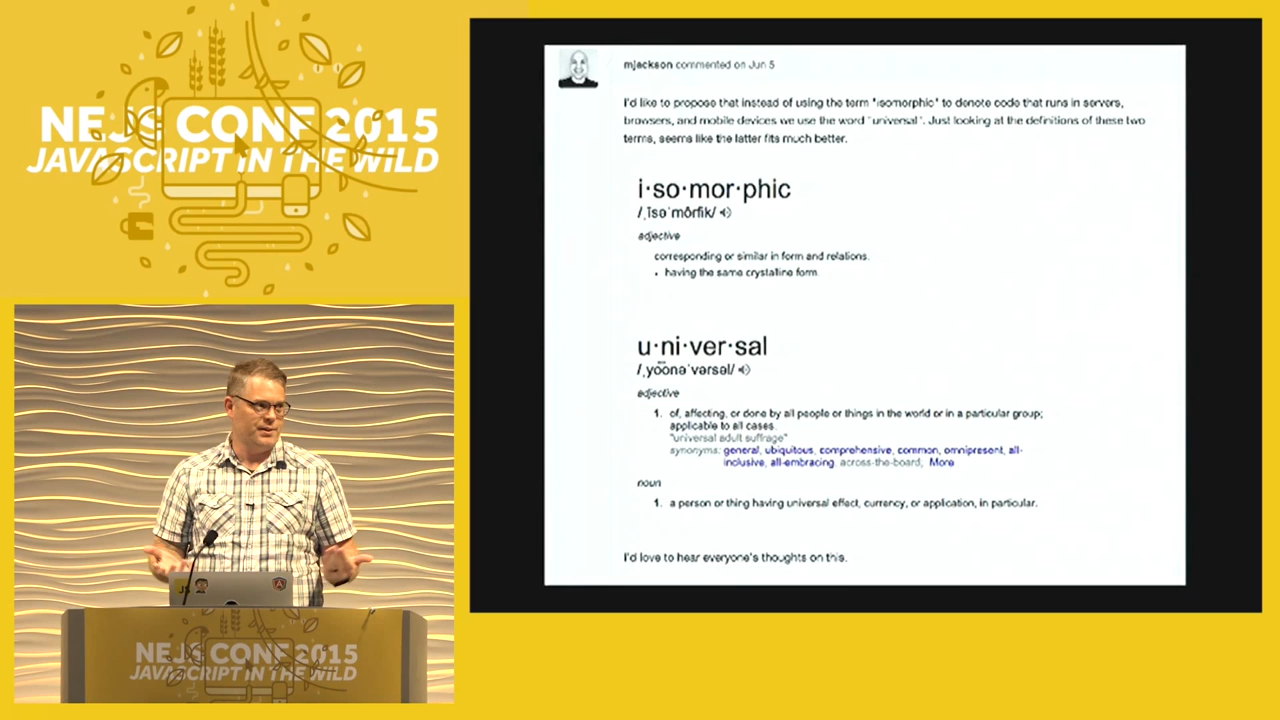 NEJS CONF 2015
JAVASCRIPT IN THE WILD
mjackson commented on Jun 5
I'd like to propose that instead of using the term "isomorphic" to denote code that runs in servers,
browsers, and mobile devices we use the word "universal". Just looking at the definitions of these two
terms, seems like the latter fits much better.
i·so·mor·phic
/ˌīsəˈmôrfik/
adjective
corresponding or similar in form and relations.
• having the same crystalline form
u·ni·ver·sal
/ˌyo͞onəˈvərsəl/
adjective
1. of, affecting, or done by all people or things in the world or in a particular group;
applicable to all cases.
"universal adult suffrage"
synonyms: general, ubiquitous, comprehensive, common, omnipresent, all-
inclusive, all-embracing, across-the-board; More
noun
1. a person or thing having universal effect, currency, or application, in particular.
I'd love to hear everyone's thoughts on this.
JS
NEJS CONF 2015
JAVASCRIPT IN THE WILD